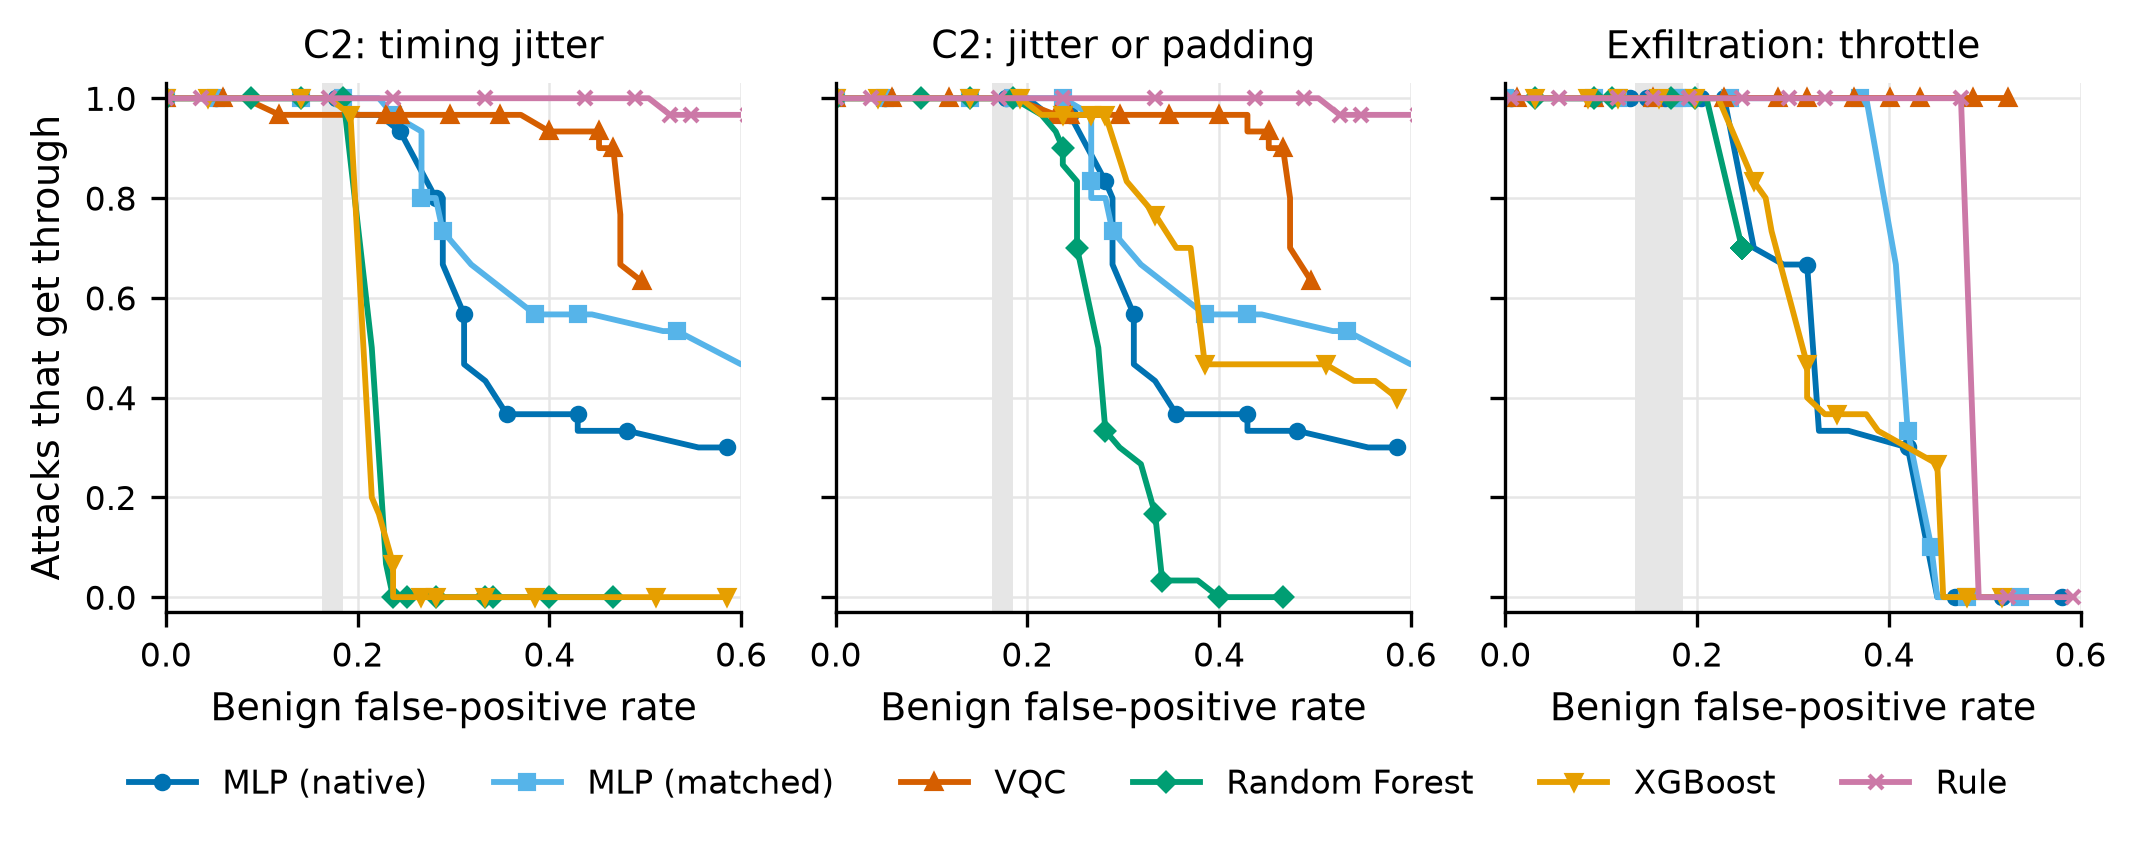 C2: timing jitter
C2: jitter or padding
Exfiltration: throttle
Attacks that get through
1.0
0.8
0.6
0.4
0.2
0.0
0.0 0.2 0.4 0.6
0.0 0.2 0.4 0.6
0.0 0.2 0.4 0.6
Benign false-positive rate
Benign false-positive rate
Benign false-positive rate
MLP (native) MLP (matched) VQC Random Forest XGBoost Rule